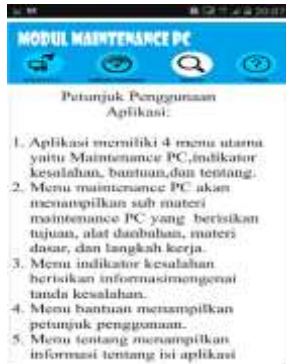 20:07
MODUL MAINTENANCE PC
Petunjuk Penggunaan
Aplikasi:
1. Aplikasi memiliki 4 menu utama
yaitu Maintenance PC,indikator
kesalahan, bantuan,dan tentang.
2. Menu maintenance PC akan
menampilkan sub materi
maintenance PC yang berisikan
tujuan, alat danbahan, materi
dasar, dan langkah kerja.
3. Menu indikator kesalahan
berisikan informasimengenai
tanda kesalahan.
4. Menu bantuan menampilkan
petunjuk penggunaan.
5. Menu tentang menampilkan
informasi tentang isi aplikasi